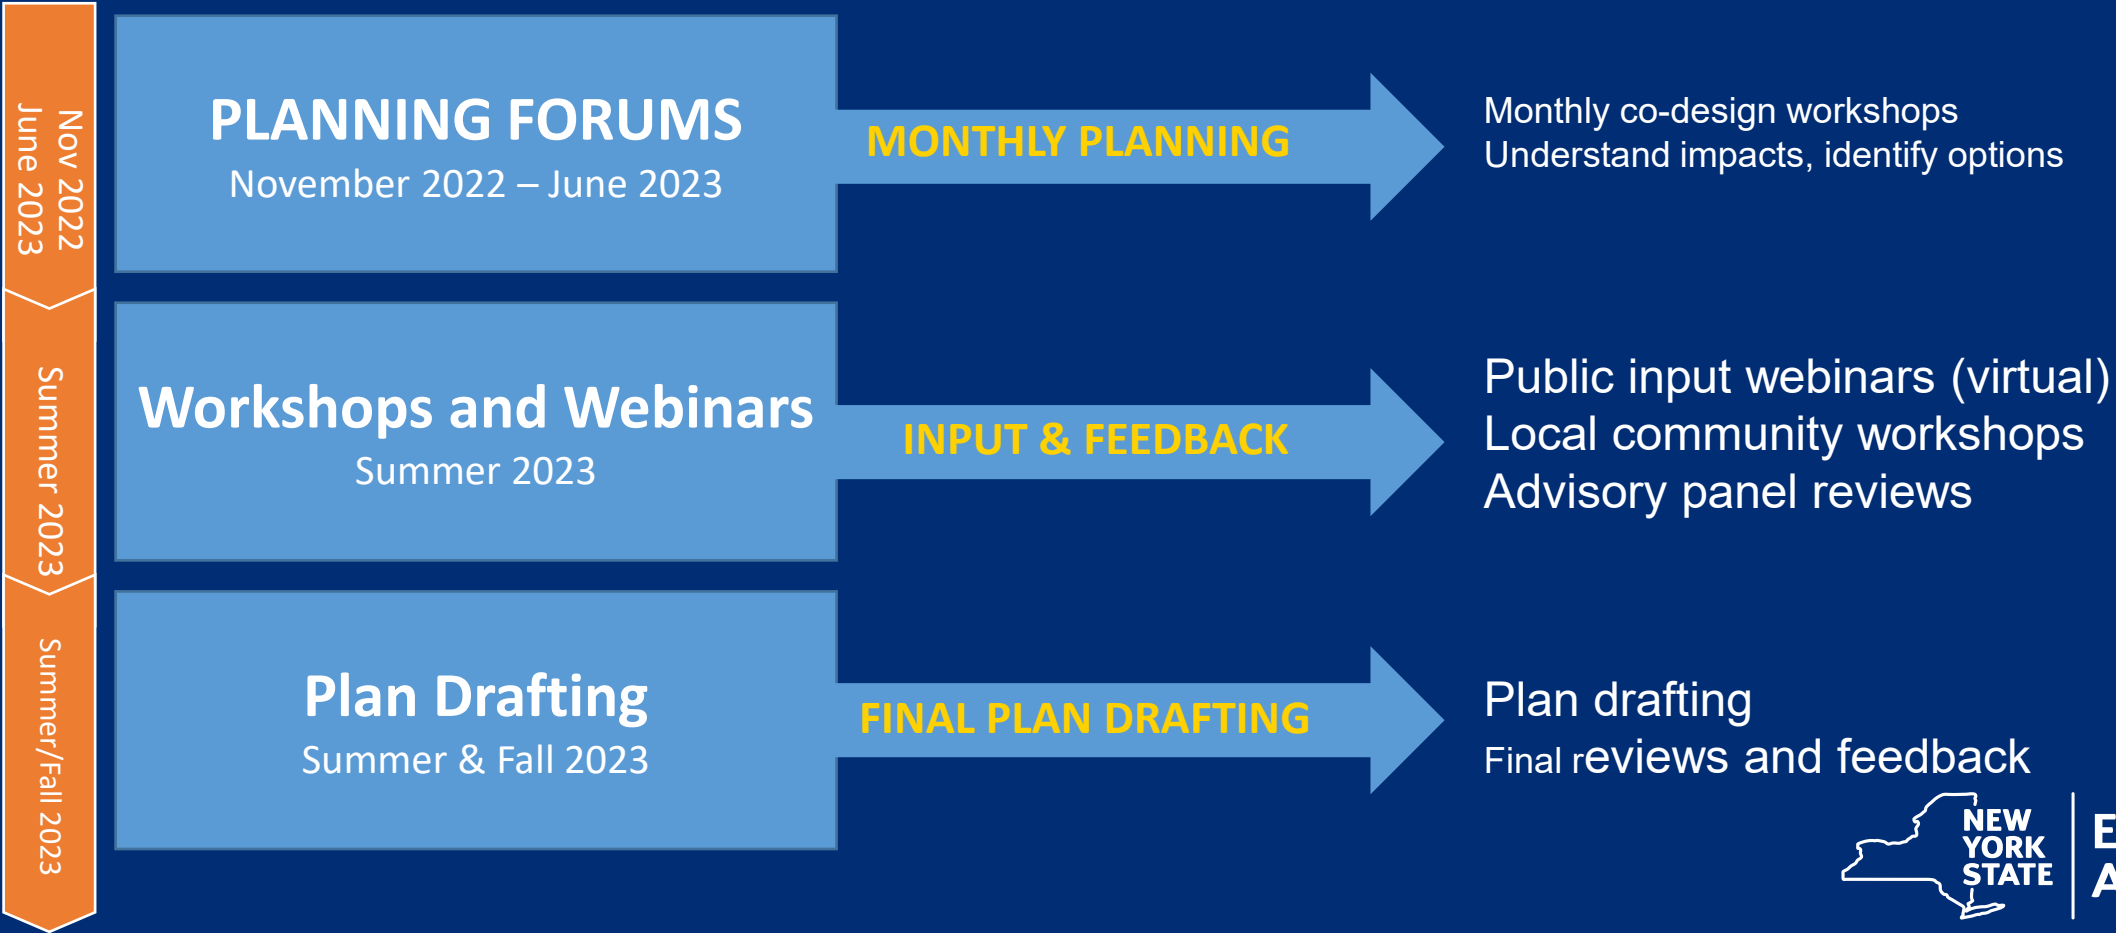 Nov 2022
June 2023
PLANNING FORUMS
November 2022 – June 2023
MONTHLY PLANNING
Monthly co-design workshops
Understand impacts, identify options
Summer 2023
Workshops and Webinars
Summer 2023
INPUT & FEEDBACK
Public input webinars (virtual)
Local community workshops
Advisory panel reviews
Summer/Fall 2023
Plan Drafting
Summer & Fall 2023
FINAL PLAN DRAFTING
Plan drafting
Final reviews and feedback
NEW
YORK
STATE